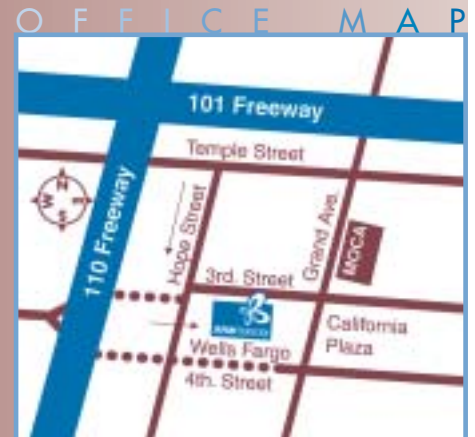 OFFICE MAP
101 Freeway
Temple Street
N
W
E
S
110 Freeway
Hope Street
Grand Ave.
MOCA
3rd. Street
California
Plaza
Wells Fargo
4th. Street